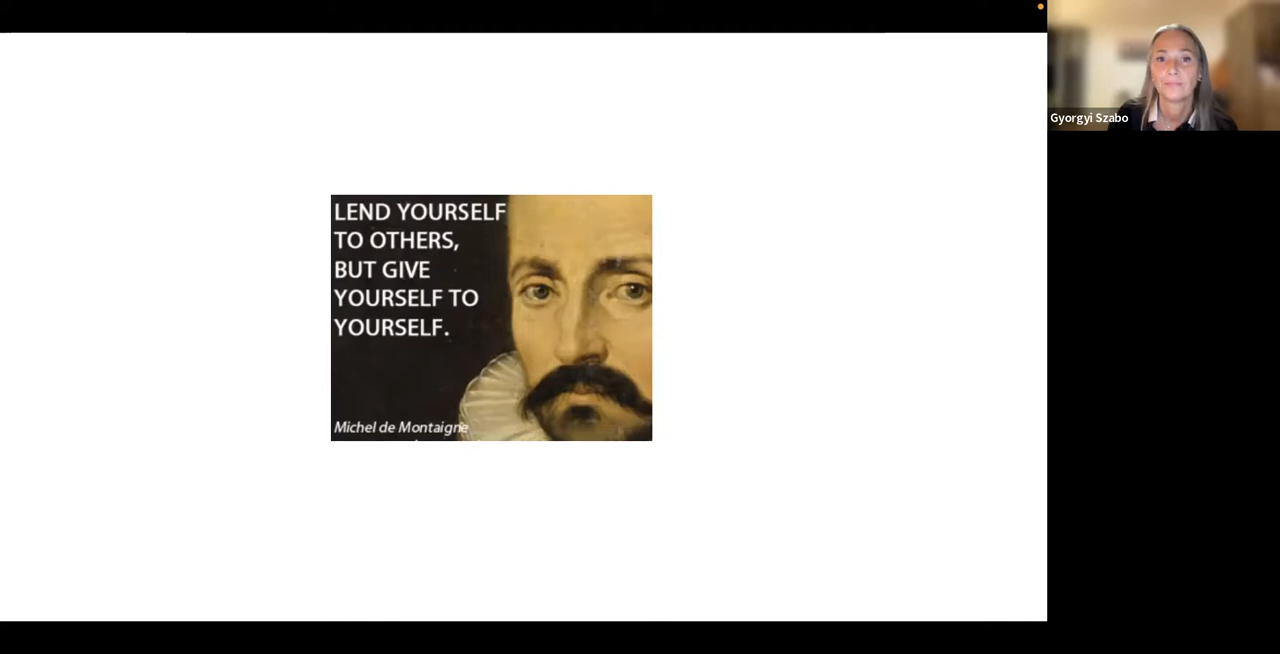 LEND YOURSELF
TO OTHERS,
BUT GIVE
YOURSELF TO
YOURSELF.
Michel de Montaigne
Gyorgyi Szabo